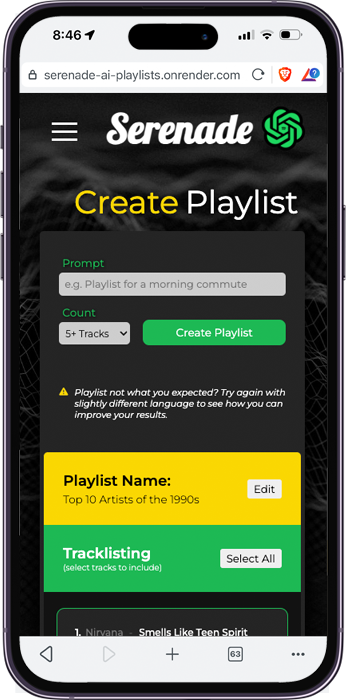 8:46
serenade-ai-playlists.onrender.com
Serenade
Create Playlist
Prompt
e.g. Playlist for a morning commute
Count
5+ Tracks
Create Playlist
Playlist not what you expected? Try again with
slightly different language to see how you can
improve your results.
Playlist Name:
Top 10 Artists of the 1990s
Edit
Tracklisting
(select tracks to include)
Select All
1. Nirvana - Smells Like Teen Spirit
63